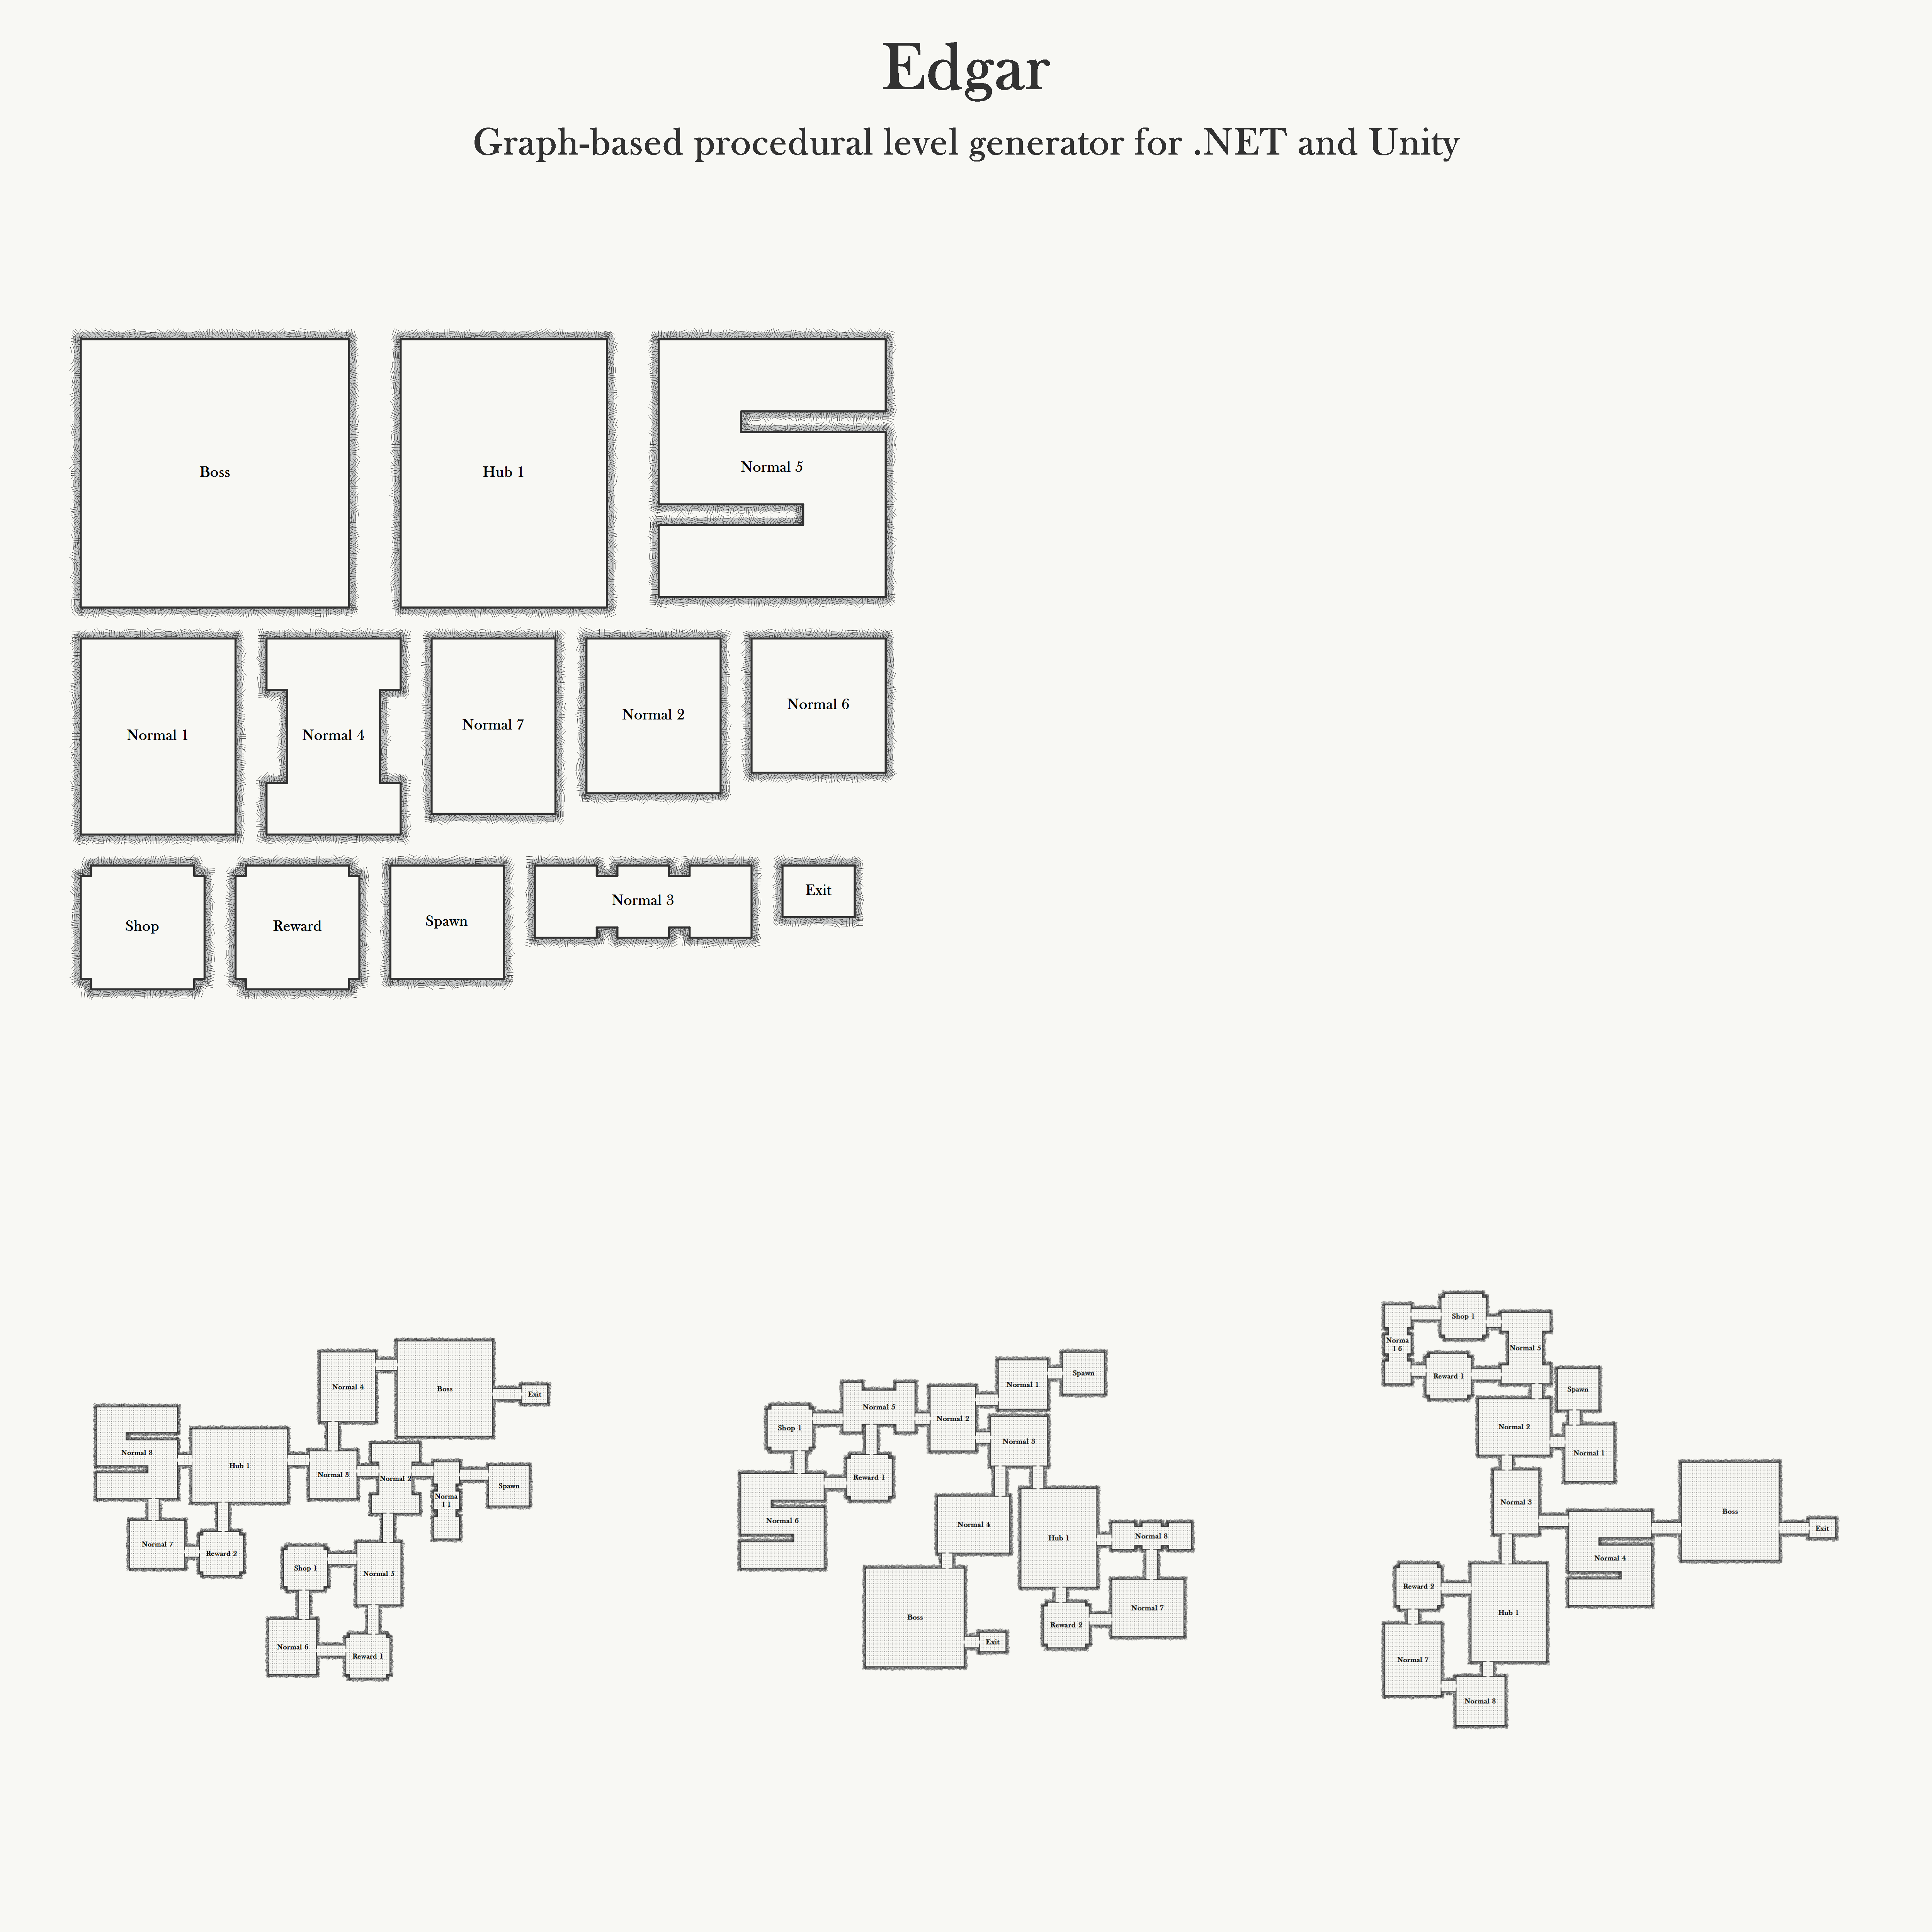 Edgar
Graph-based procedural level generator for .NET and Unity
Boss
Hub 1
Normal 5
Normal 1
Normal 4
Normal 7
Normal 2
Normal 6
Shop
Reward
Spawn
Normal 3
Exit
Normal 4
Boss
Exit
Normal 8
Hub 1
Normal 3
Normal 2
Norma
l 1
Spawn
Normal 7
Reward 2
Shop 1
Normal 5
Normal 6
Reward 1
Spawn
Normal 1
Normal 5
Normal 2
Shop 1
Normal 3
Reward 1
Normal 6
Normal 4
Hub 1
Normal 8
Boss
Normal 7
Reward 2
Exit
Shop 1
Norma
l 6
Normal 5
Reward 1
Spawn
Normal 2
Normal 1
Normal 3
Boss
Exit
Normal 4
Reward 2
Hub 1
Normal 7
Normal 8